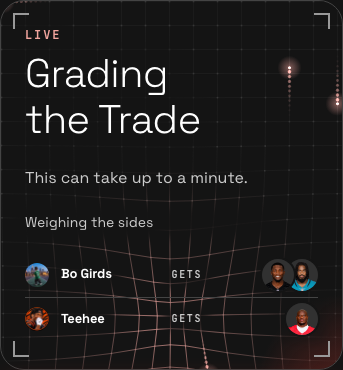 LIVE
Grading
the Trade
This can take up to a minute.
Weighing the sides
Bo Girds GETS
Teehee GETS